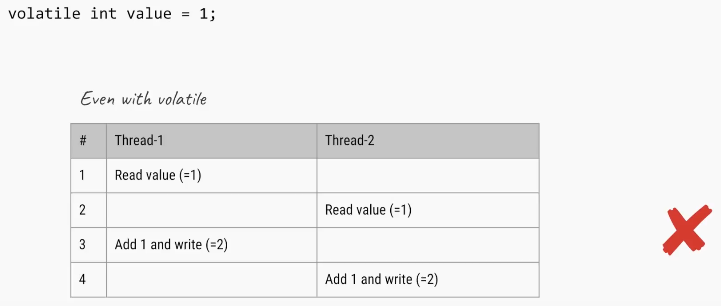 volatile int value = 1;
Even with volatile
# Thread-1 Thread-2
1 Read value (=1)
2 Read value (=1)
3 Add 1 and write (=2)
4 Add 1 and write (=2)